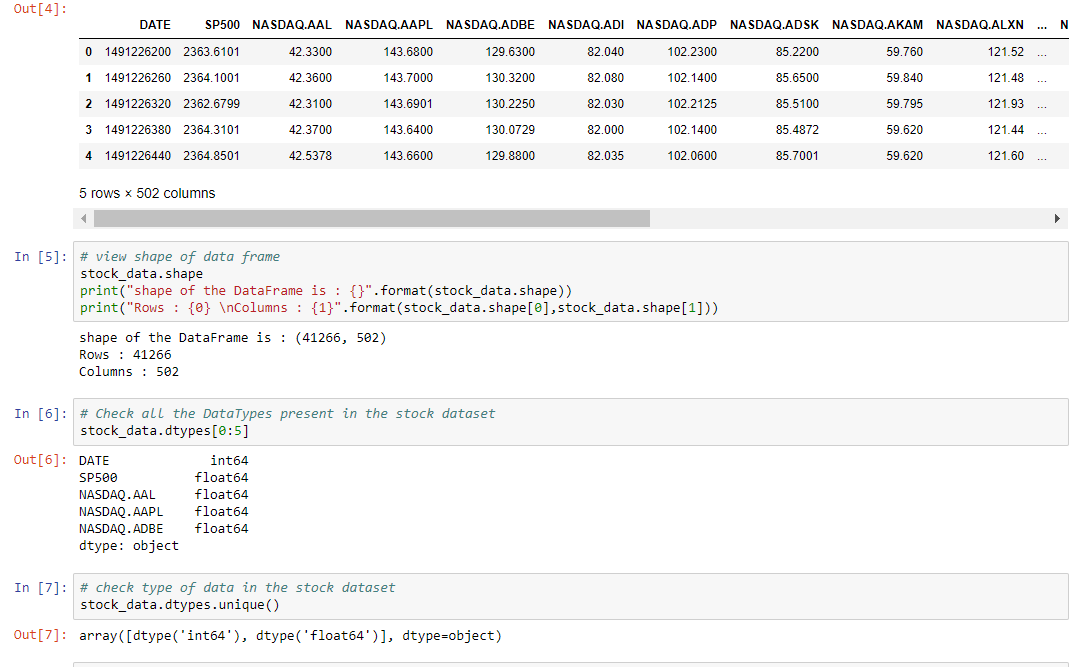 Out[4]:
DATE SP500 NASDAQ.AAL NASDAQ.AAPL NASDAQ.ADBE NASDAQ.ADI NASDAQ.ADP NASDAQ.ADSK NASDAQ.AKAM NASDAQ.ALXN ... N
0 1491226200 2363.6101 42.3300 143.6800 129.6300 82.040 102.2300 85.2200 59.760 121.52 ...
1 1491226260 2364.1001 42.3600 143.7000 130.3200 82.080 102.1400 85.6500 59.840 121.48 ...
2 1491226320 2362.6799 42.3100 143.6901 130.2250 82.030 102.2125 85.5100 59.795 121.93 ...
3 1491226380 2364.3101 42.3700 143.6400 130.0729 82.000 102.1400 85.4872 59.620 121.44 ...
4 1491226440 2364.8501 42.5378 143.6600 129.8800 82.035 102.0600 85.7001 59.620 121.60 ...
5 rows × 502 columns
In [5]: # view shape of data frame
stock_data.shape
print("shape of the DataFrame is : {}".format(stock_data.shape))
print("Rows : {0} \nColumns : {1}".format(stock_data.shape[0],stock_data.shape[1]))
shape of the DataFrame is : (41266, 502)
Rows : 41266
Columns : 502
In [6]: # Check all the DataTypes present in the stock dataset
stock_data.dtypes[0:5]
Out[6]: DATE int64
SP500 float64
NASDAQ.AAL float64
NASDAQ.AAPL float64
NASDAQ.ADBE float64
dtype: object
In [7]: # check type of data in the stock dataset
stock_data.dtypes.unique()
Out[7]: array([dtype('int64'), dtype('float64')], dtype=object)